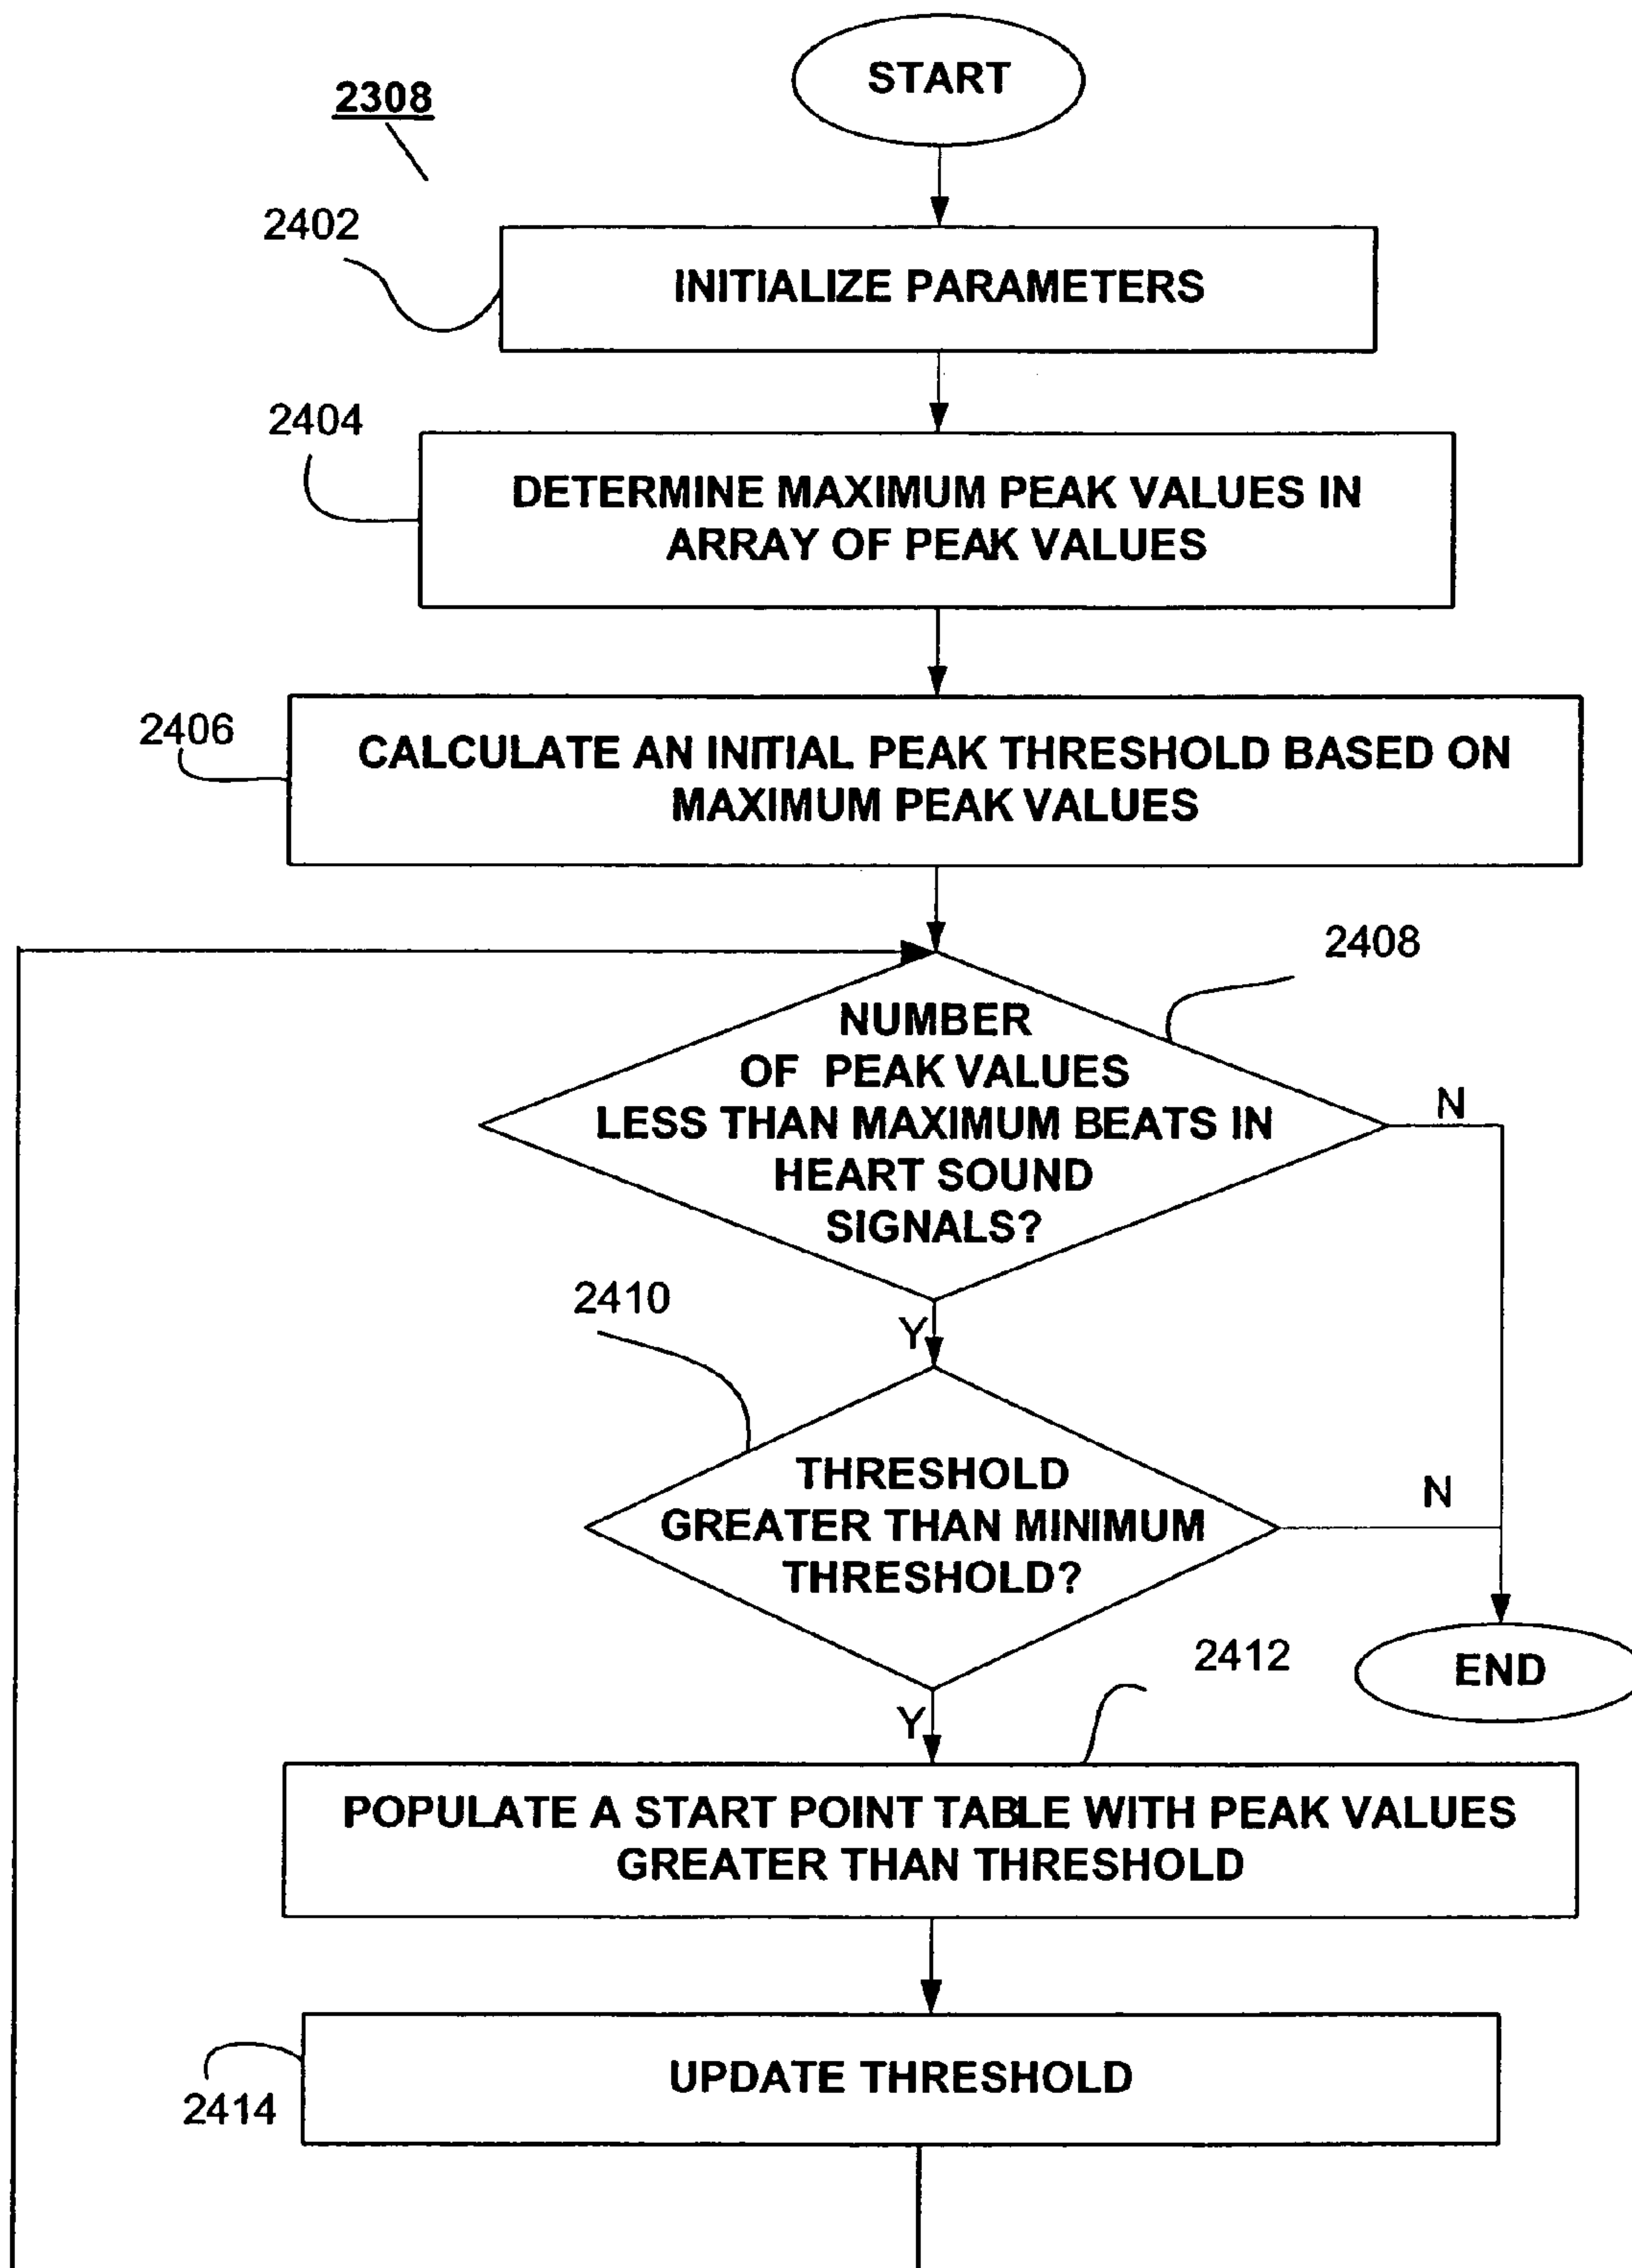 START
2308
2402
INITIALIZE PARAMETERS
2404
DETERMINE MAXIMUM PEAK VALUES IN
ARRAY OF PEAK VALUES
2406
CALCULATE AN INITIAL PEAK THRESHOLD BASED ON
MAXIMUM PEAK VALUES
2408
NUMBER
OF PEAK VALUES
LESS THAN MAXIMUM BEATS IN
HEART SOUND
SIGNALS?
N
Y
2410
THRESHOLD
GREATER THAN MINIMUM
THRESHOLD?
N
END
Y
2412
POPULATE A START POINT TABLE WITH PEAK VALUES
GREATER THAN THRESHOLD
UPDATE THRESHOLD
2414